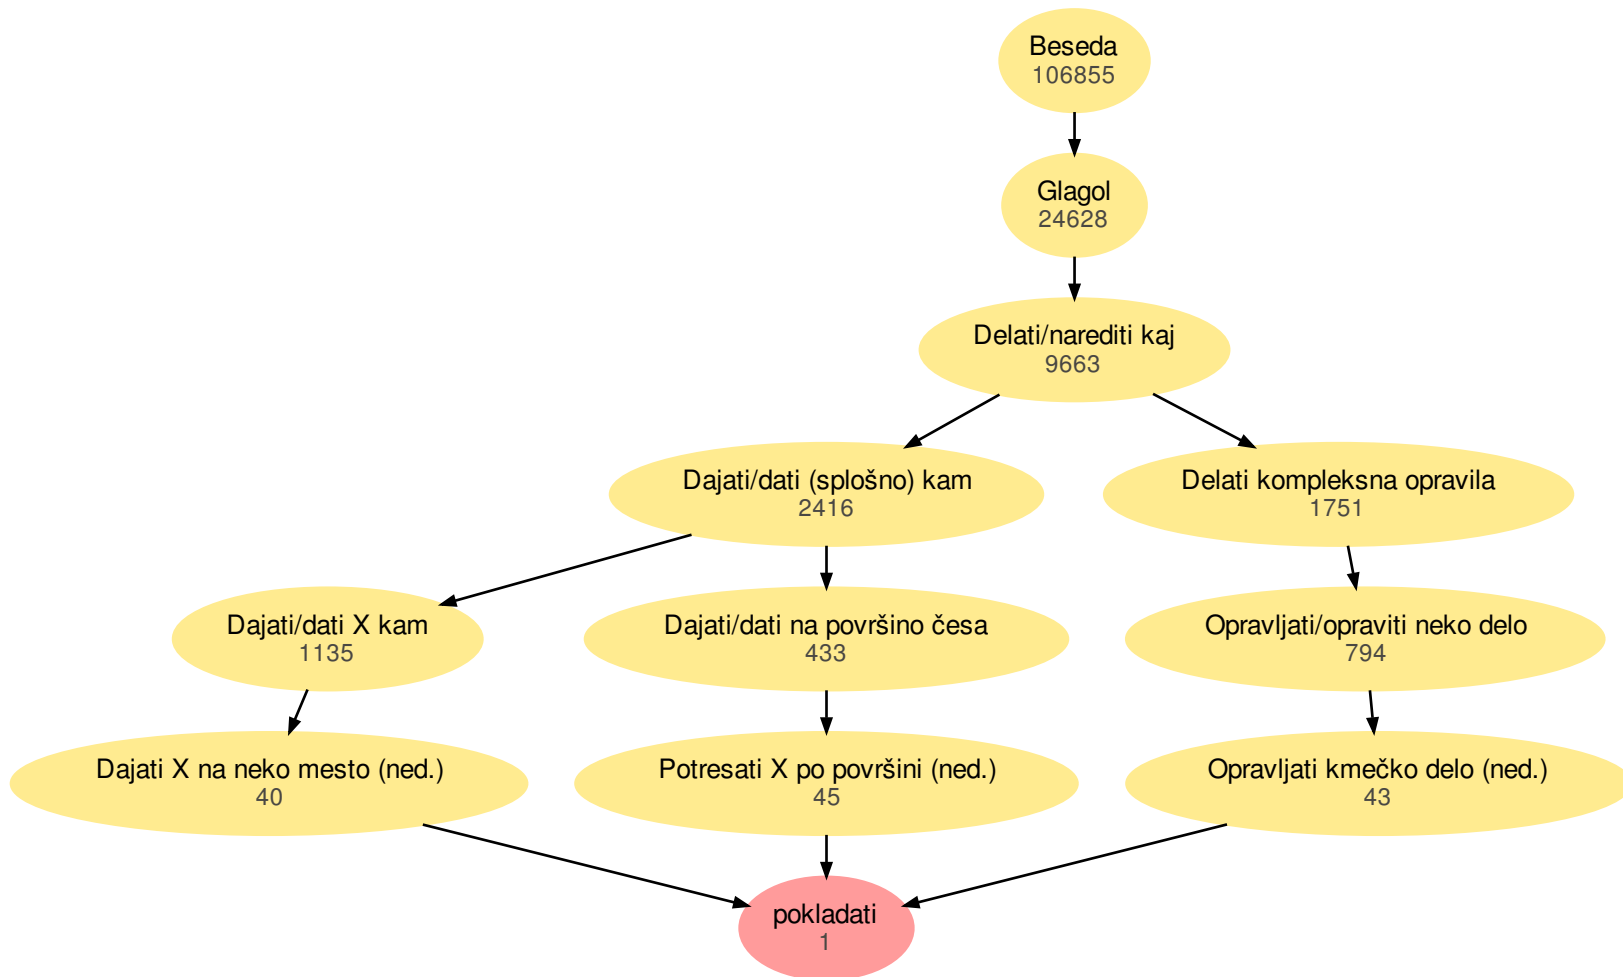 Beseda
106855
Glagol
24628
Delati/narediti kaj
9663
Dajati/dati (splošno) kam
2416
Delati kompleksna opravila
1751
Dajati/dati X kam
1135
Dajati/dati na površino česa
433
Opravljati/opraviti neko delo
794
Dajati X na neko mesto (ned.)
40
Potresati X po površini (ned.)
45
Opravljati kmečko delo (ned.)
43
pokladati
1